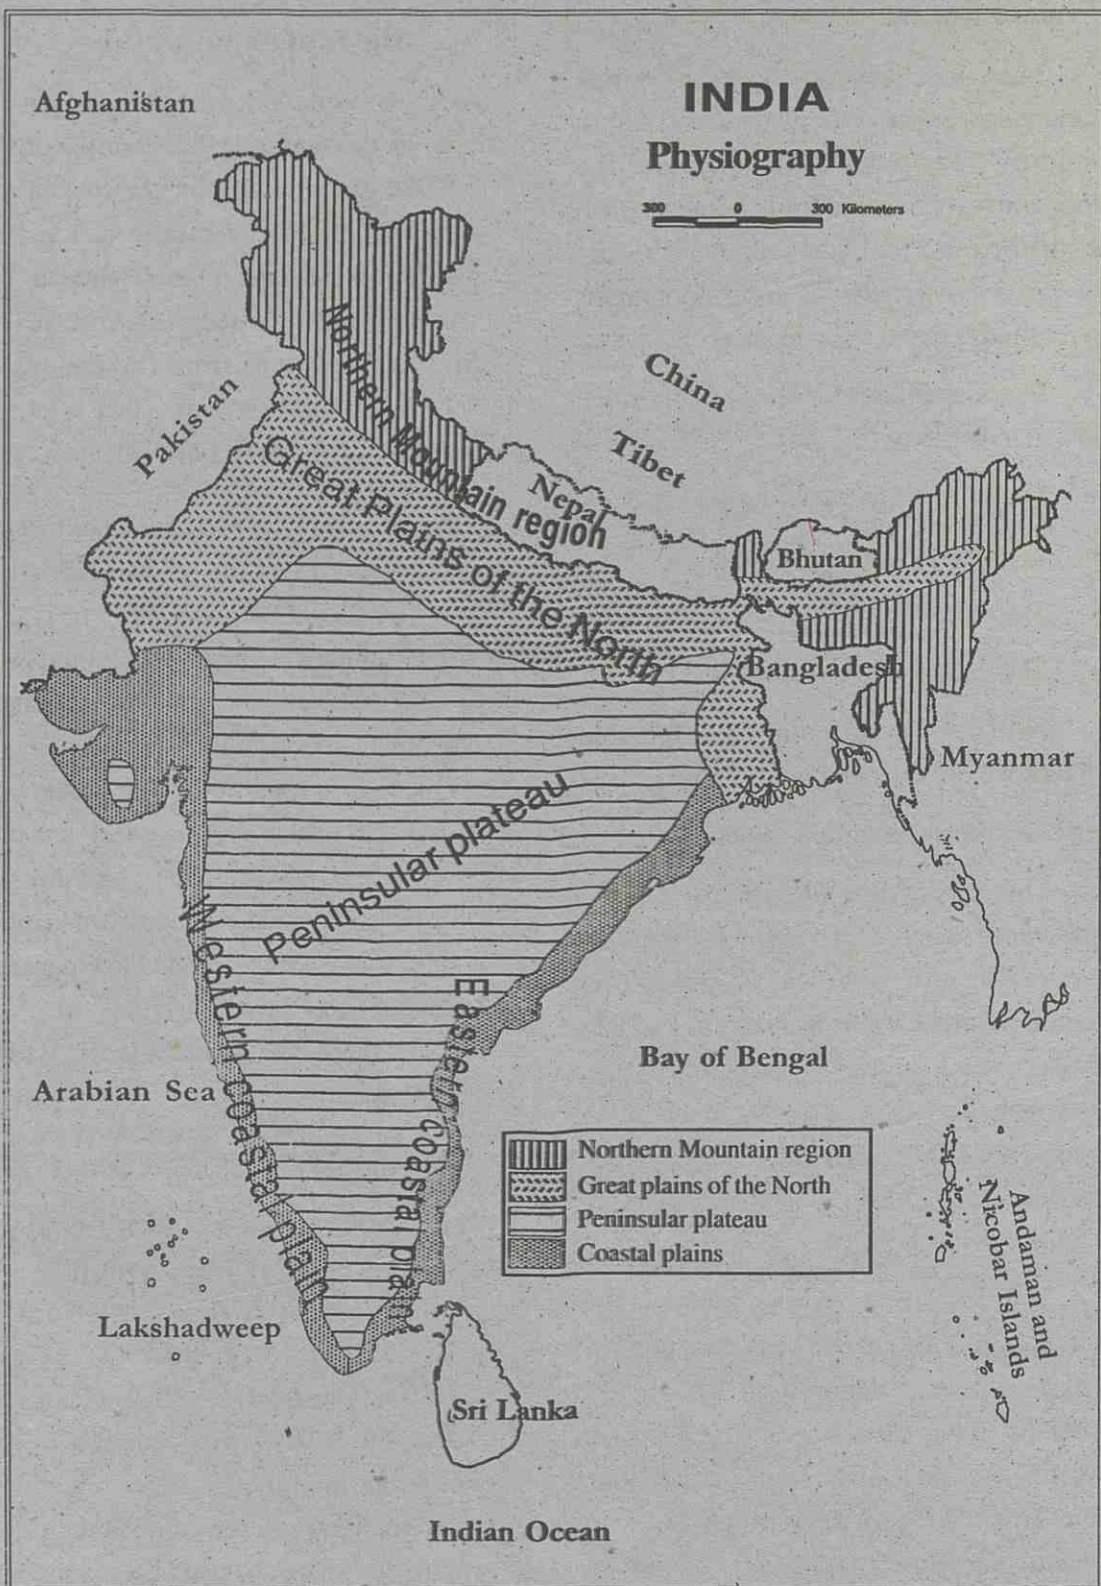 Afghanistan
INDIA
Physiography
300 0 300 Kilometers
China
Tibet
Pakistan
Northern Mountain region
Nepal
Great Plains of the North
Bhutan
Bangladesh
Myanmar
Peninsular plateau
Western coastal plain
Eastern coastal plain
Bay of Bengal
Arabian Sea
Northern Mountain region
Great plains of the North
Peninsular plateau
Coastal plains
Andaman and
Nicobar Islands
Lakshadweep
Sri Lanka
Indian Ocean